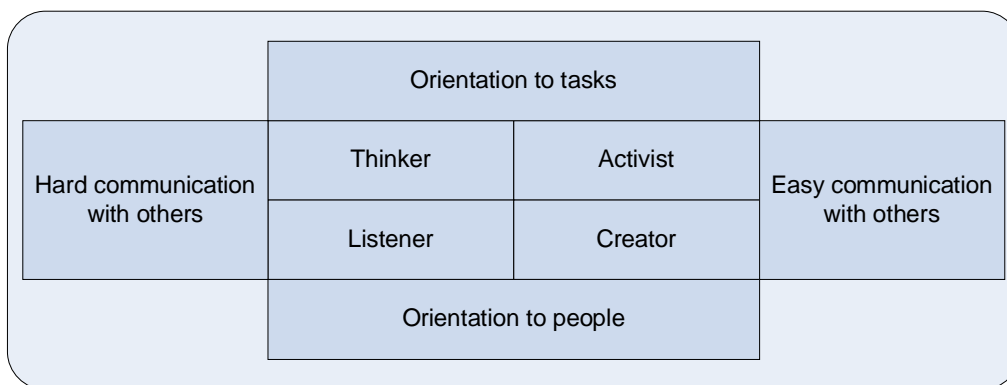 Orientation to tasks
Thinker
Activist
Hard communication
with others
Easy communication
with others
Listener
Creator
Orientation to people